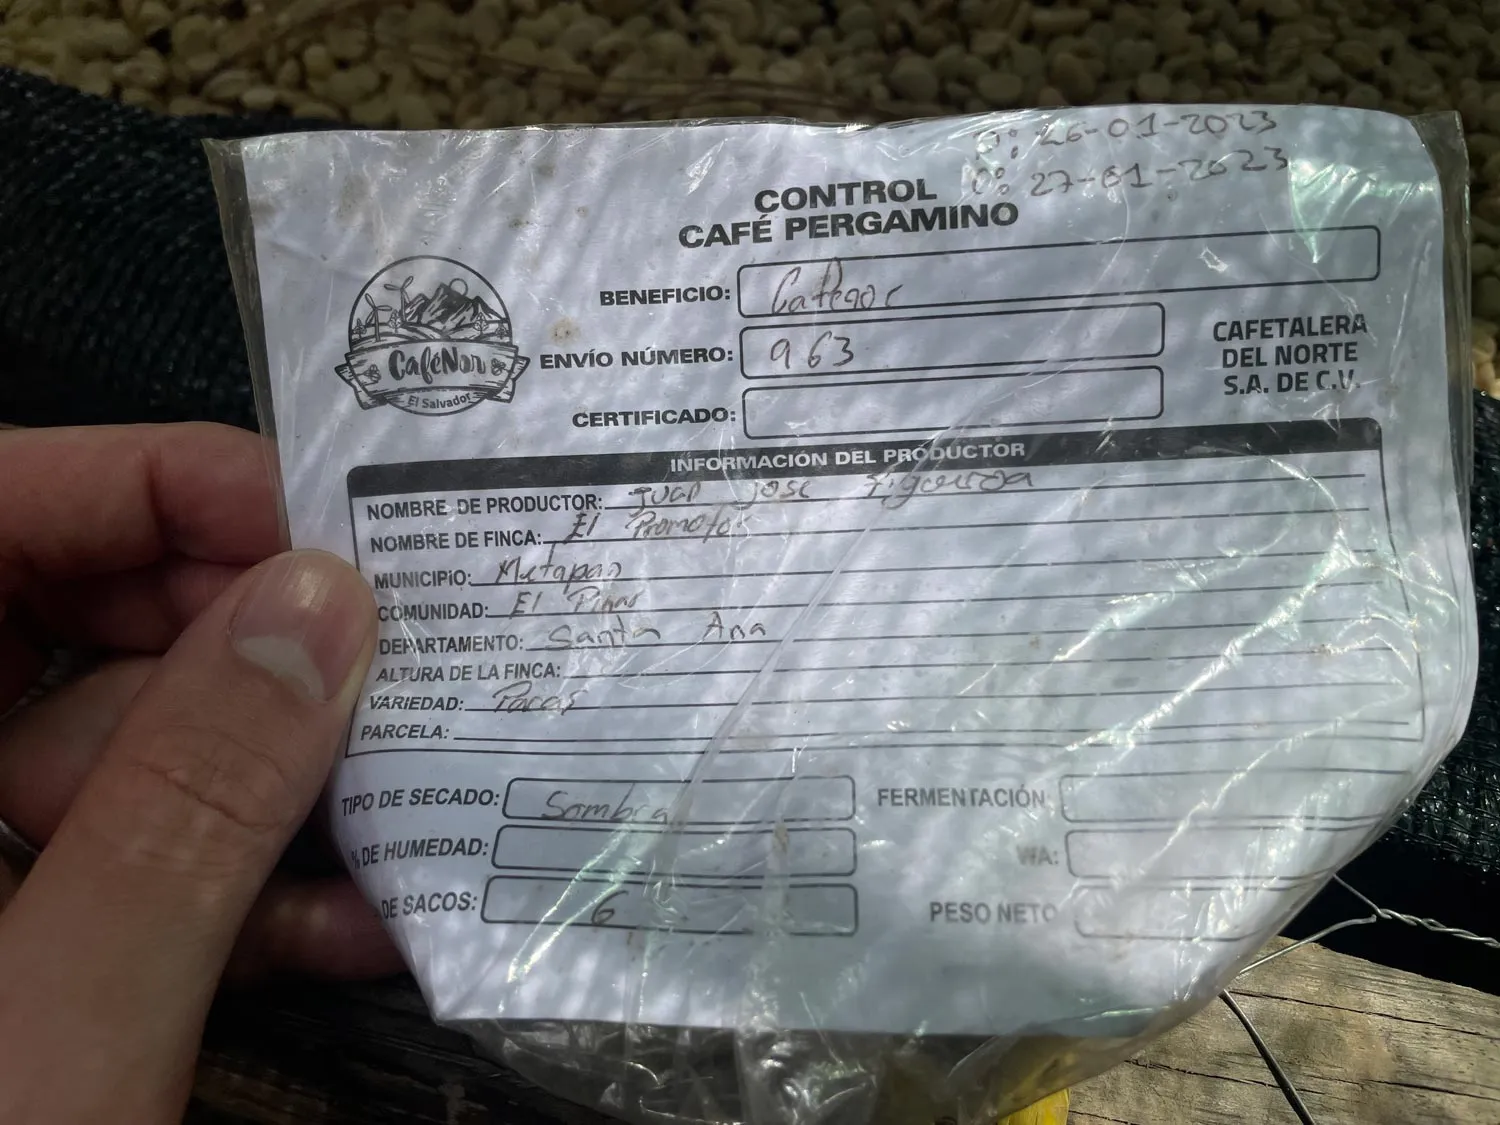 P: 26-01-2023
O: 27-01-2023
CONTROL
CAFÉ PERGAMINO
BENEFICIO: Cafenor
CaféNor
El Salvador
ENVÍO NÚMERO: 963
CAFETALERA
DEL NORTE
S.A. DE C.V.
CERTIFICADO:
INFORMACIÓN DEL PRODUCTOR
NOMBRE DE PRODUCTOR: Juan Jose Figueroa
NOMBRE DE FINCA: El Promotor
MUNICIPIO: Metapan
COMUNIDAD: El Pinar
DEPARTAMENTO: Santa Ana
ALTURA DE LA FINCA:
VARIEDAD: Pacas
PARCELA:
TIPO DE SECADO: Sombra FERMENTACIÓN
% DE HUMEDAD: WA:
DE SACOS: 6 PESO NETO